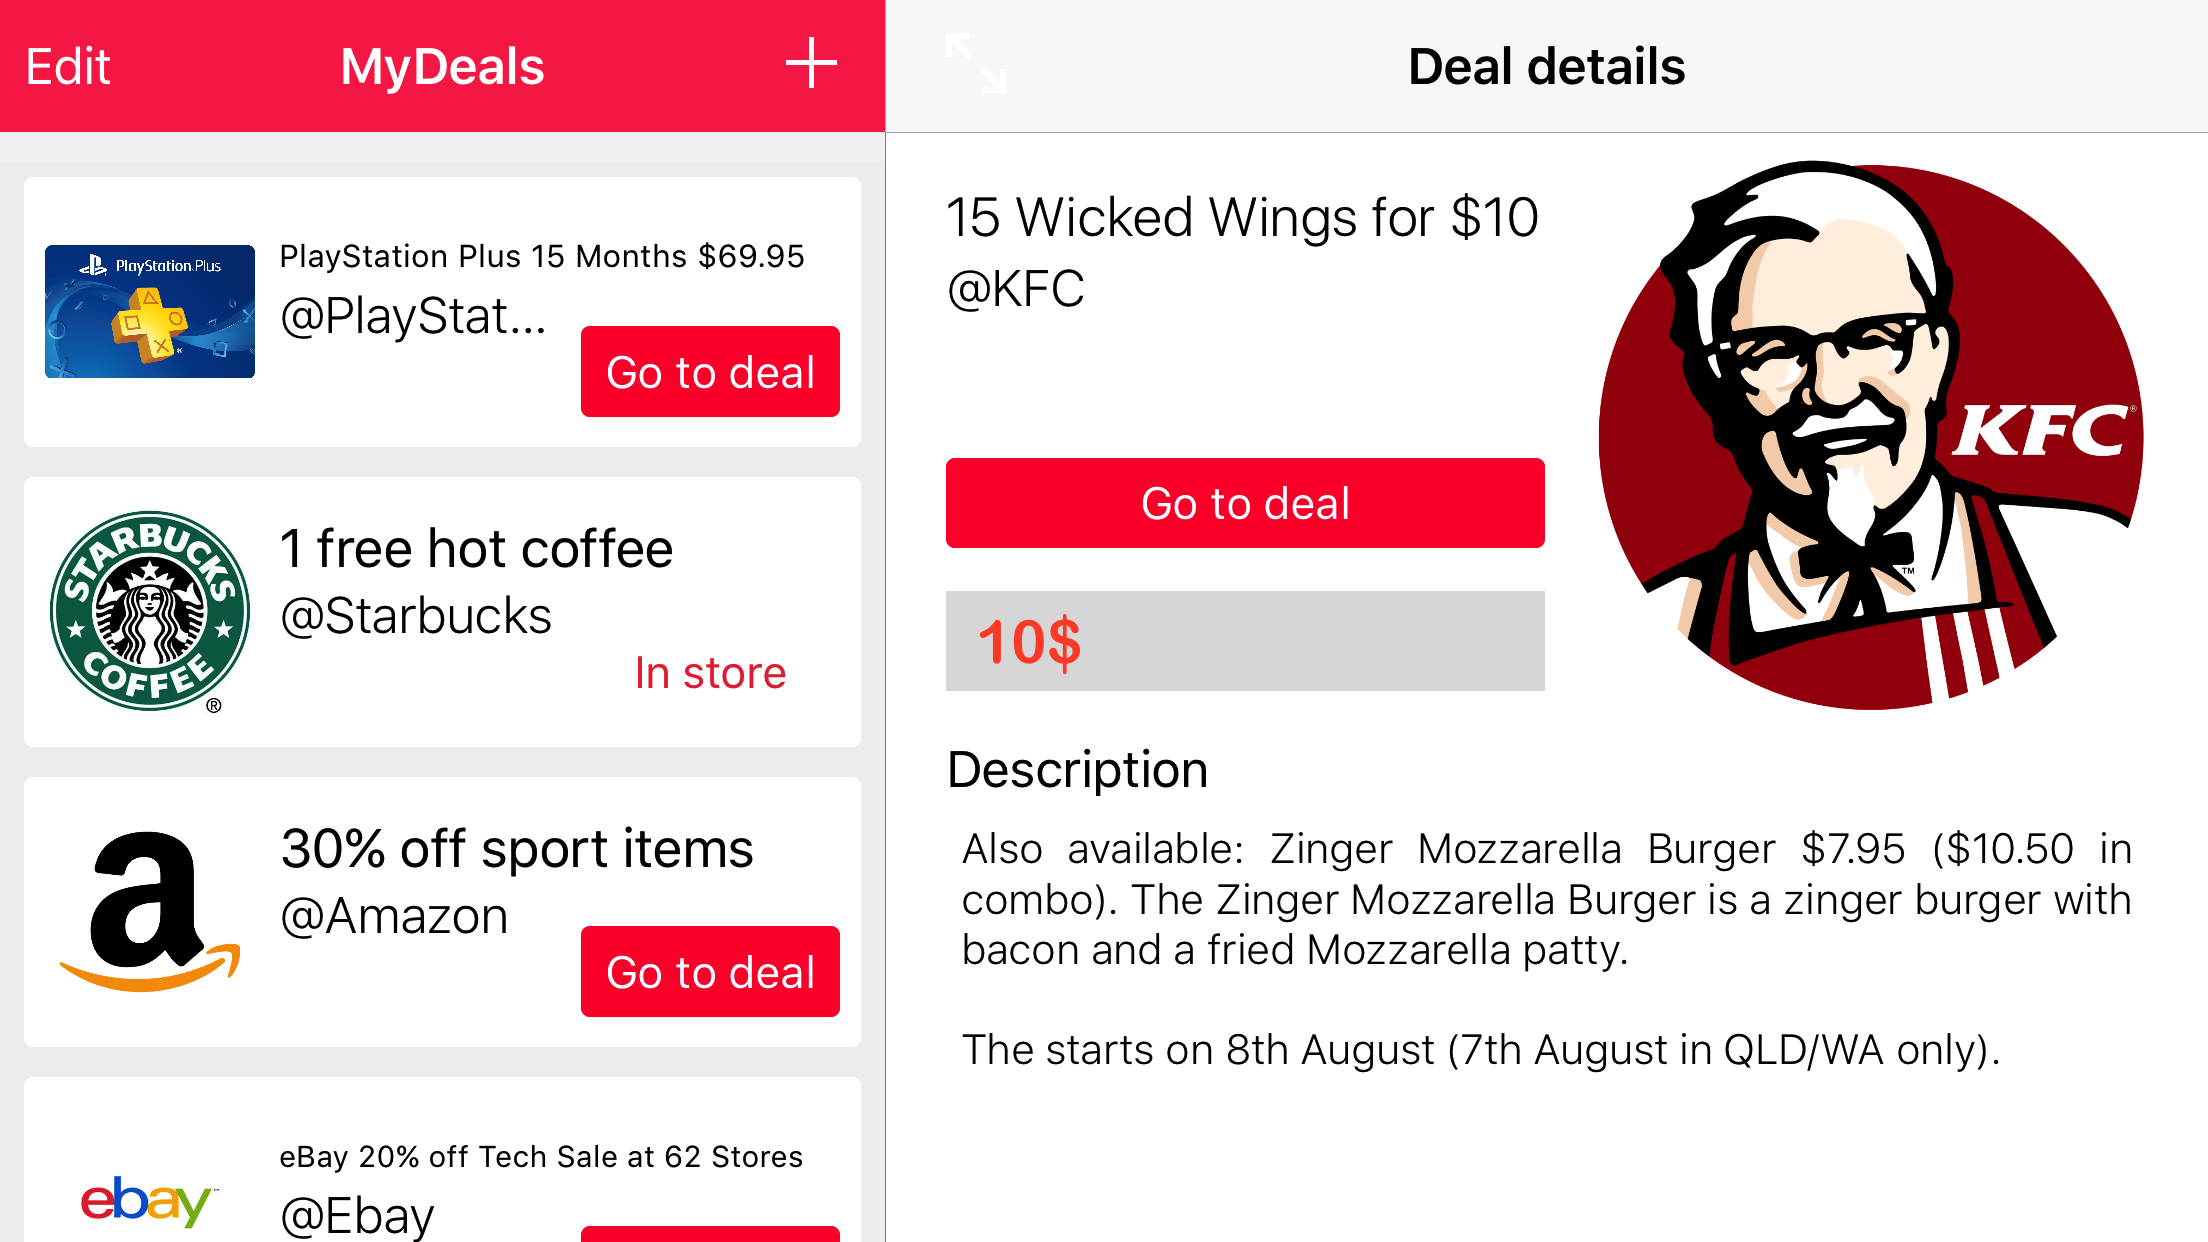 Edit
MyDeals
+
PlayStation Plus
PlayStation Plus 15 Months $69.95
@PlayStat...
Go to deal
STARBUCKS
COFFEE
®
1 free hot coffee
@Starbucks
In store
a
30% off sport items
@Amazon
Go to deal
ebay™
eBay 20% off Tech Sale at 62 Stores
@Ebay
Deal details
15 Wicked Wings for $10
@KFC
KFC®
™
Go to deal
10$
Description
Also available: Zinger Mozzarella Burger $7.95 ($10.50 in
combo). The Zinger Mozzarella Burger is a zinger burger with
bacon and a fried Mozzarella patty.
The starts on 8th August (7th August in QLD/WA only).